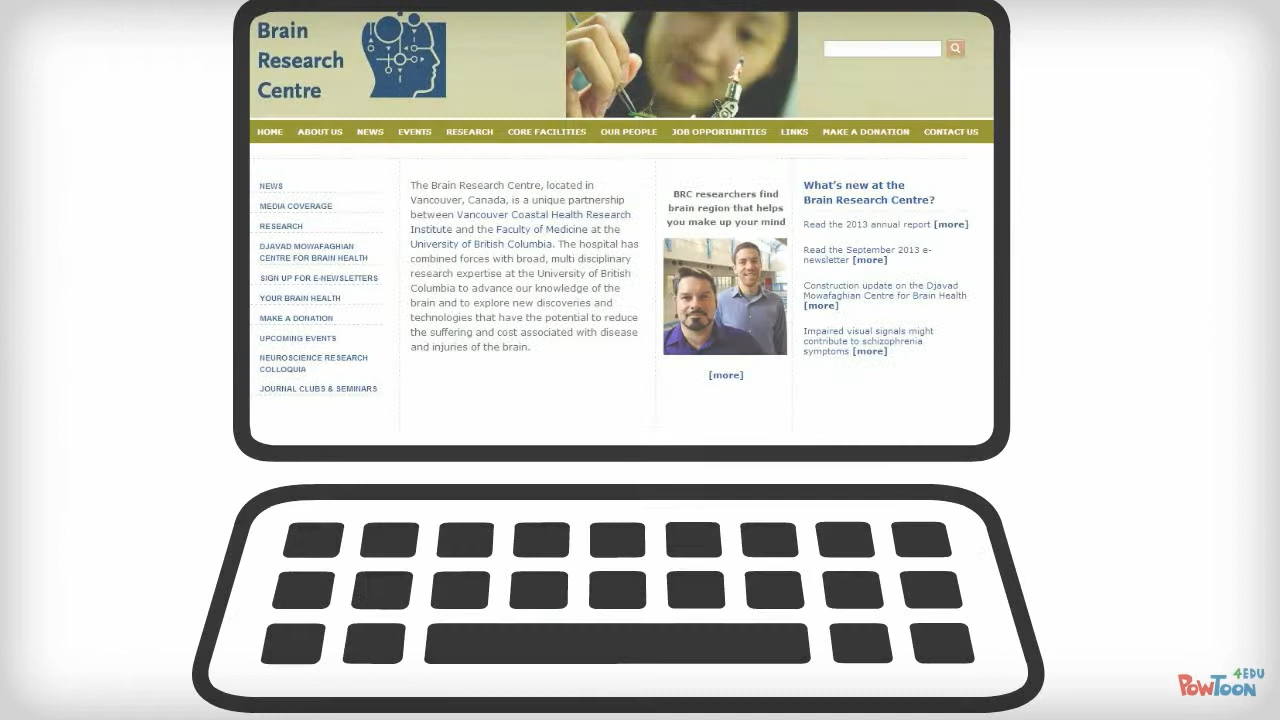 Brain
Research
Centre
HOME ABOUT US NEWS EVENTS RESEARCH CORE FACILITIES OUR PEOPLE JOB OPPORTUNITIES LINKS MAKE A DONATION CONTACT US
NEWS
MEDIA COVERAGE
RESEARCH
DJAVAD MOWAFAGHIAN
CENTRE FOR BRAIN HEALTH
SIGN UP FOR E-NEWSLETTERS
YOUR BRAIN HEALTH
MAKE A DONATION
UPCOMING EVENTS
NEUROSCIENCE RESEARCH
COLLOQUIA
JOURNAL CLUBS & SEMINARS
The Brain Research Centre, located in
Vancouver, Canada, is a unique partnership
between Vancouver Coastal Health Research
Institute and the Faculty of Medicine at the
University of British Columbia. The hospital has
combined forces with broad, multi disciplinary
research expertise at the University of British
Columbia to advance our knowledge of the
brain and to explore new discoveries and
technologies that have the potential to reduce
the suffering and cost associated with disease
and injuries of the brain.
BRC researchers find
brain region that helps
you make up your mind
[more]
What's new at the
Brain Research Centre?
Read the 2013 annual report [more]
Read the September 2013 e-
newsletter [more]
Construction update on the Djavad
Mowafaghian Centre for Brain Health
[more]
Impaired visual signals might
contribute to schizophrenia
symptoms [more]
4EDU
POWTOON